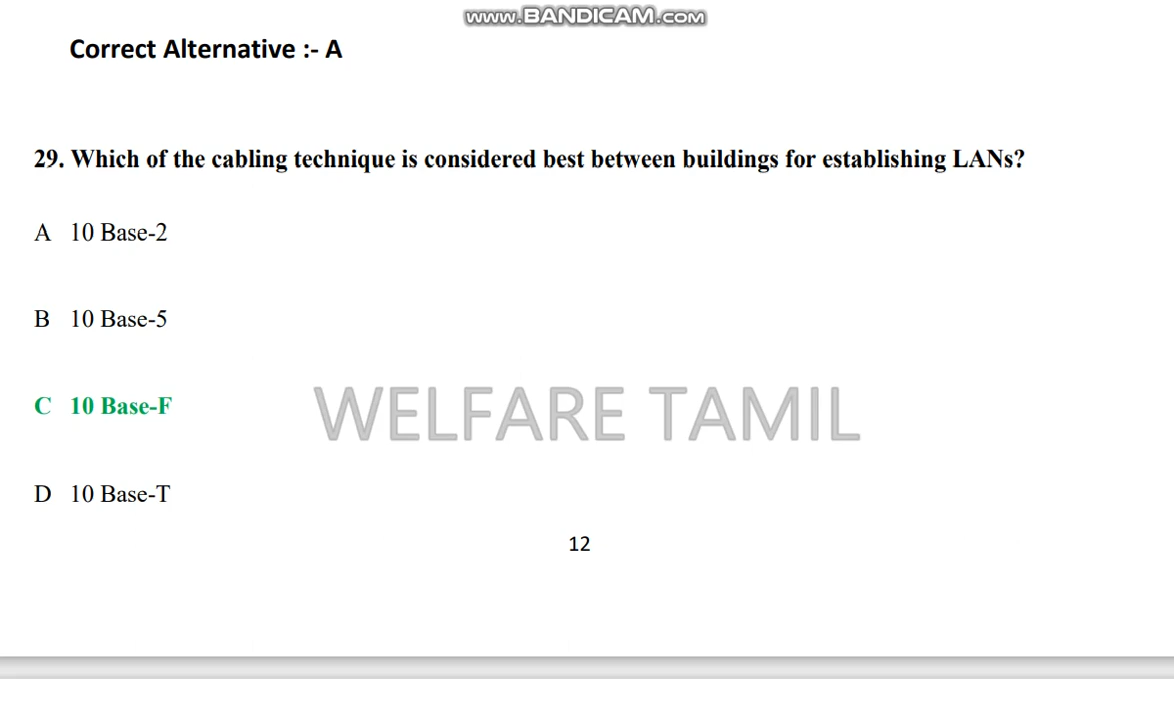 www.BANDICAM.COM
Correct Alternative :- A
29. Which of the cabling technique is considered best between buildings for establishing LANs?
A 10 Base-2
B 10 Base-5
C 10 Base-F
WELFARE TAMIL
D 10 Base-T
12